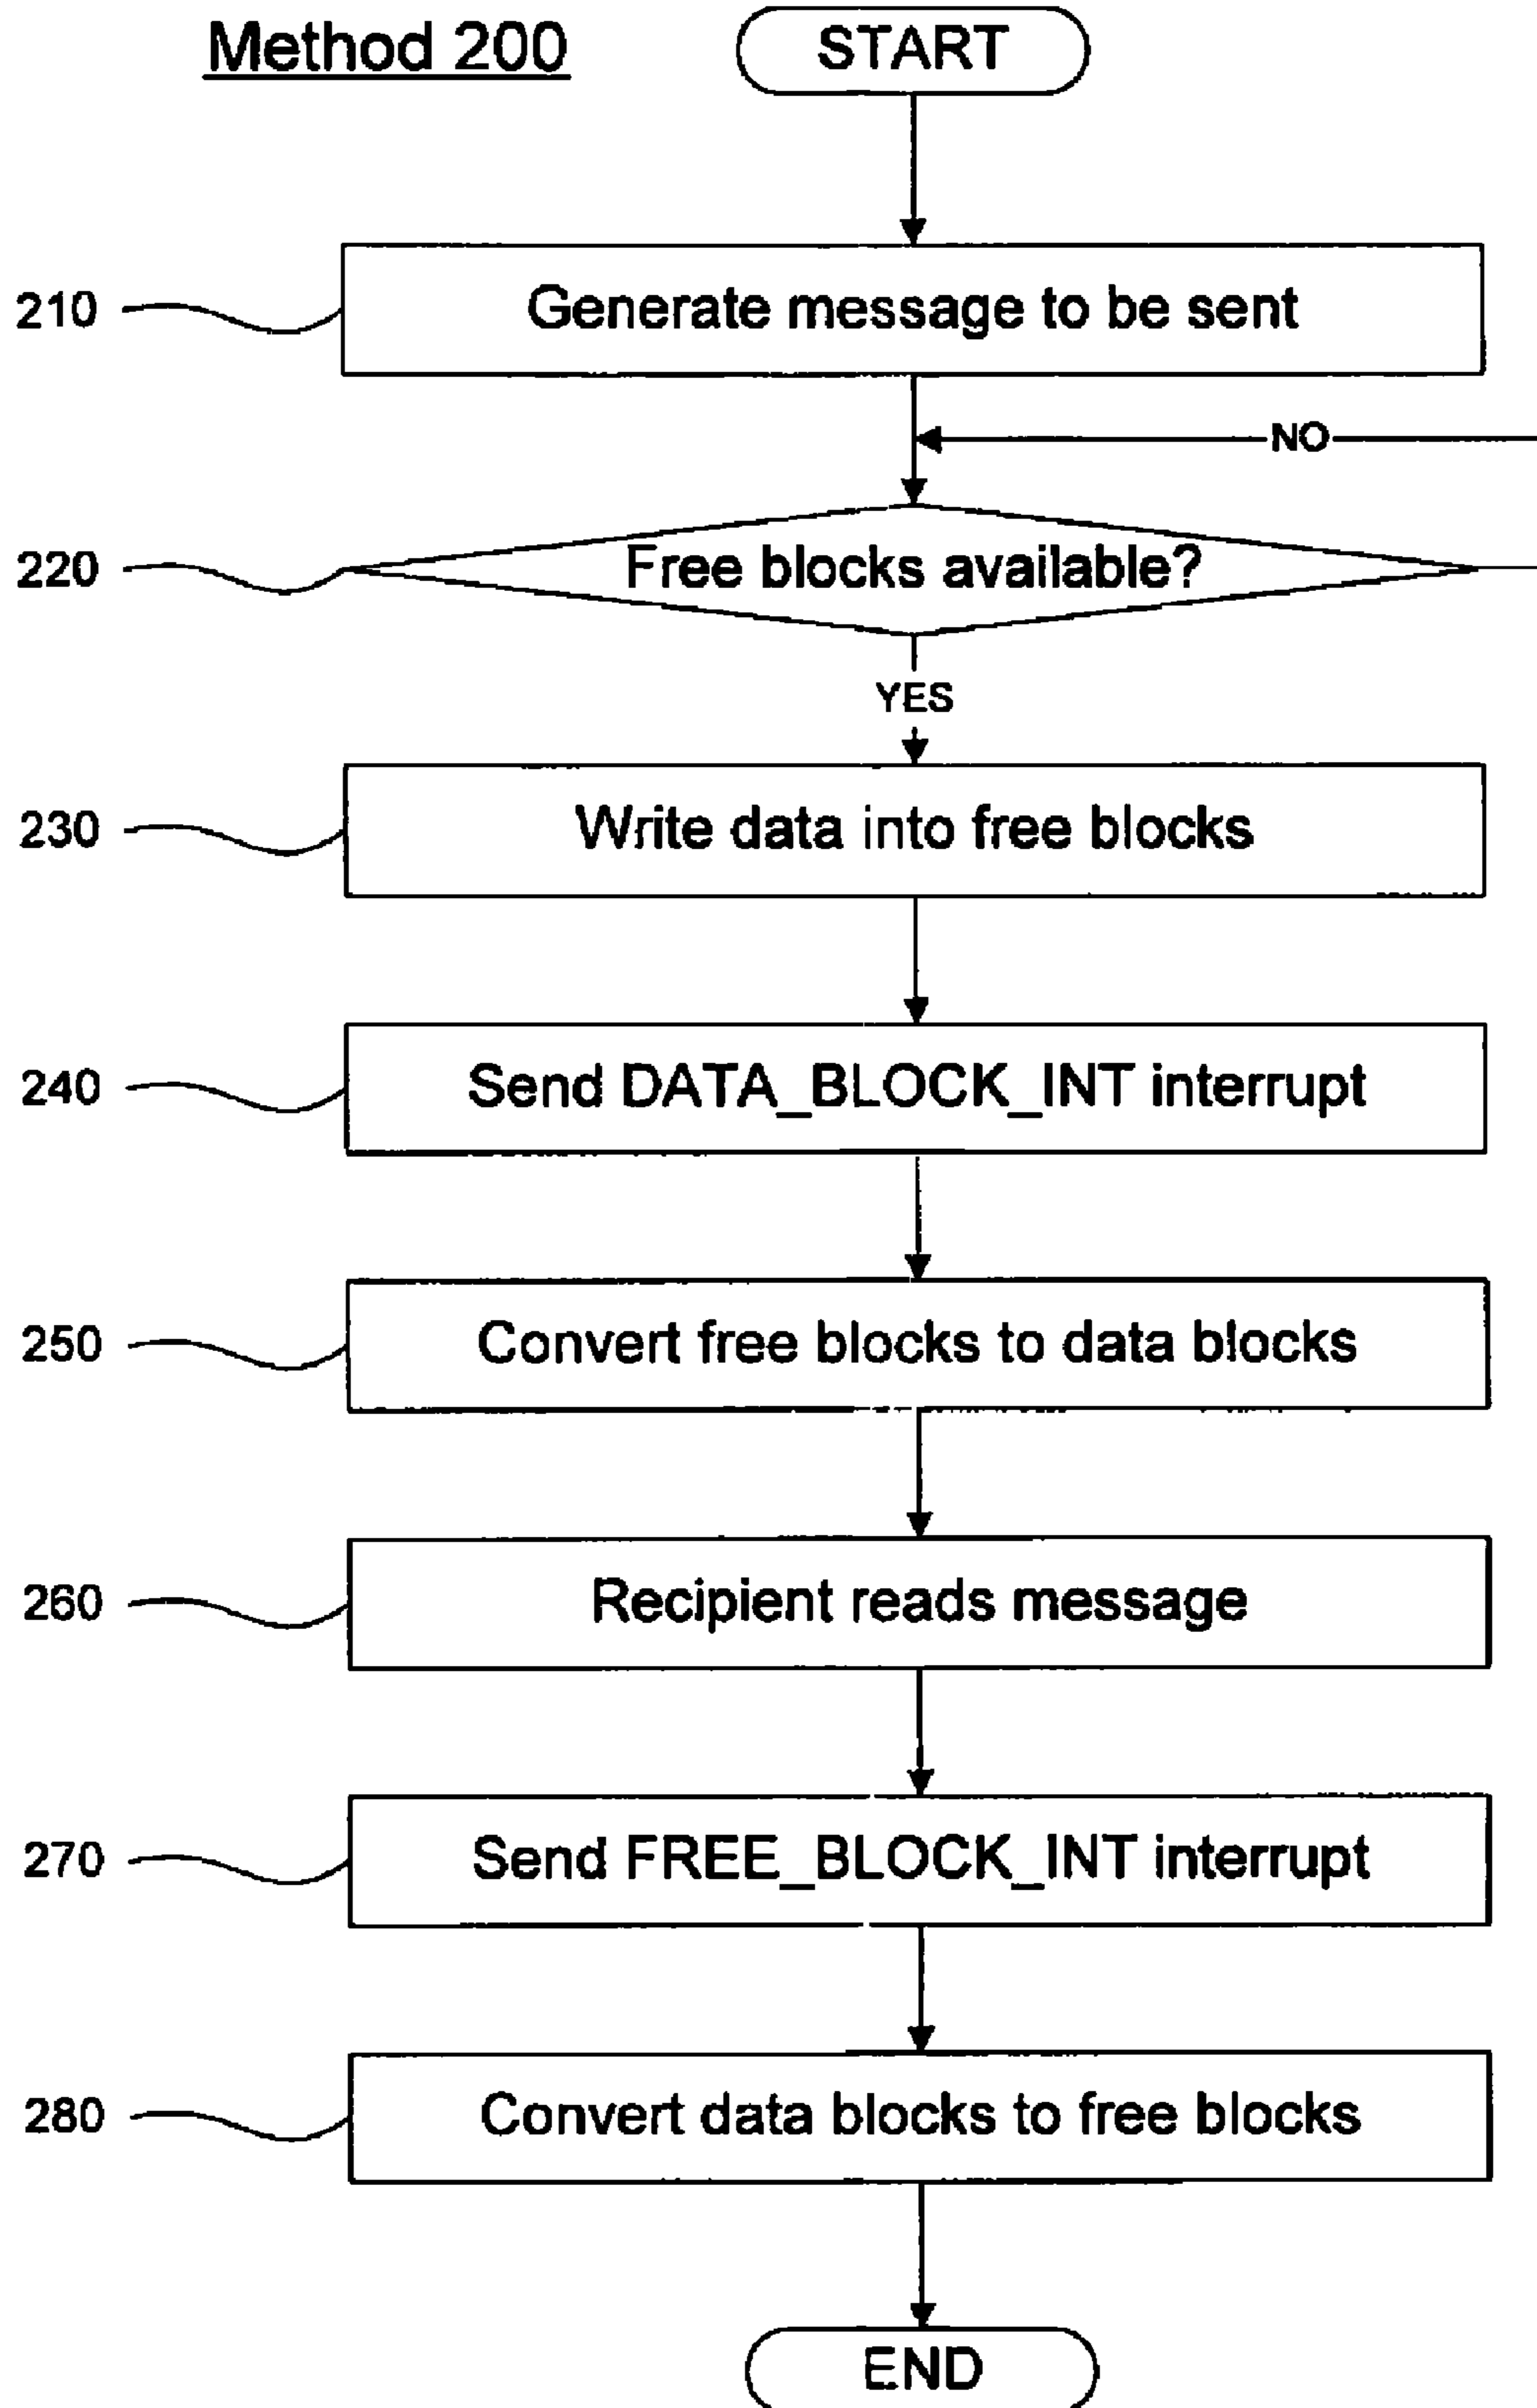 Method 200
START
210
Generate message to be sent
NO
220
Free blocks available?
YES
230
Write data into free blocks
240
Send DATA_BLOCK_INT interrupt
250
Convert free blocks to data blocks
260
Recipient reads message
270
Send FREE_BLOCK_INT interrupt
280
Convert data blocks to free blocks
END